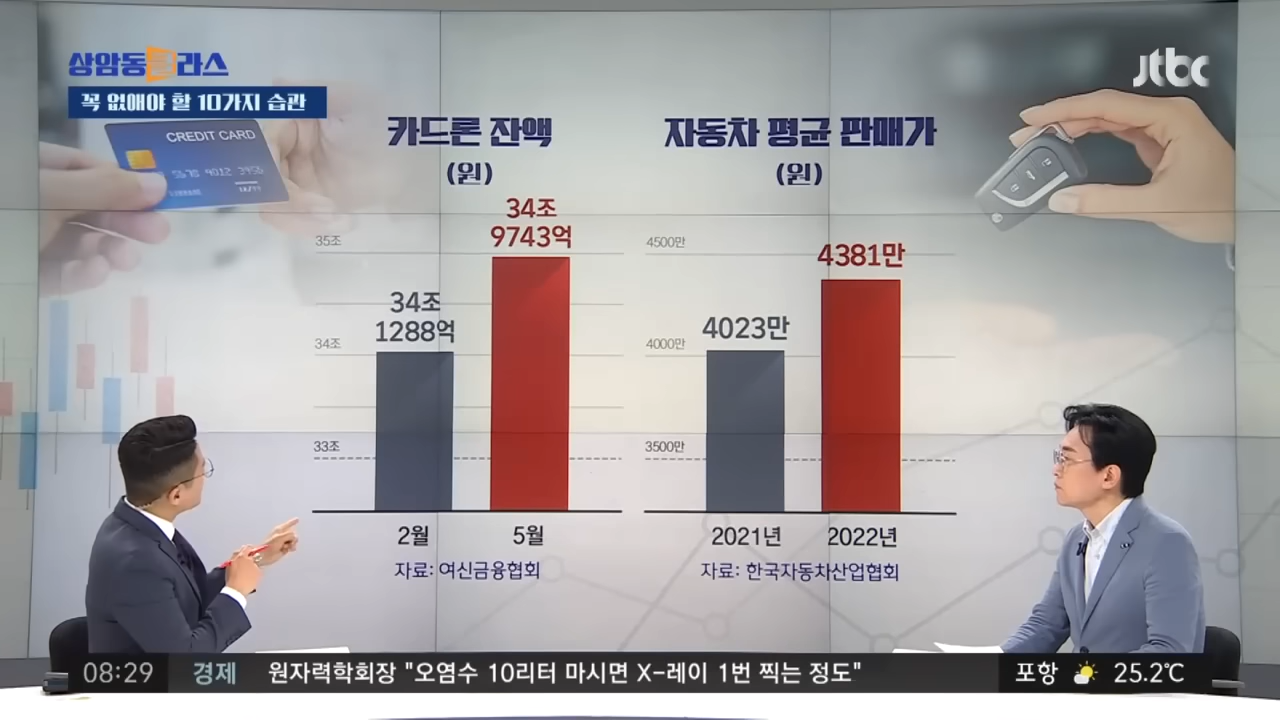 상암동클라스
꼭 없애야 할 10가지 습관
jtbc
CREDIT CARD
카드론 잔액
(원)
34조
9743억
35조
34조
1288억
34조
33조
2월
5월
자료: 여신금융협회
자동차 평균 판매가
(원)
4500만
4381만
4023만
4000만
3500만
2021년
2022년
자료: 한국자동차산업협회
08:29
경제
원자력학회장 "오염수 10리터 마시면 X-레이 1번 찍는 정도"
포항
25.2℃